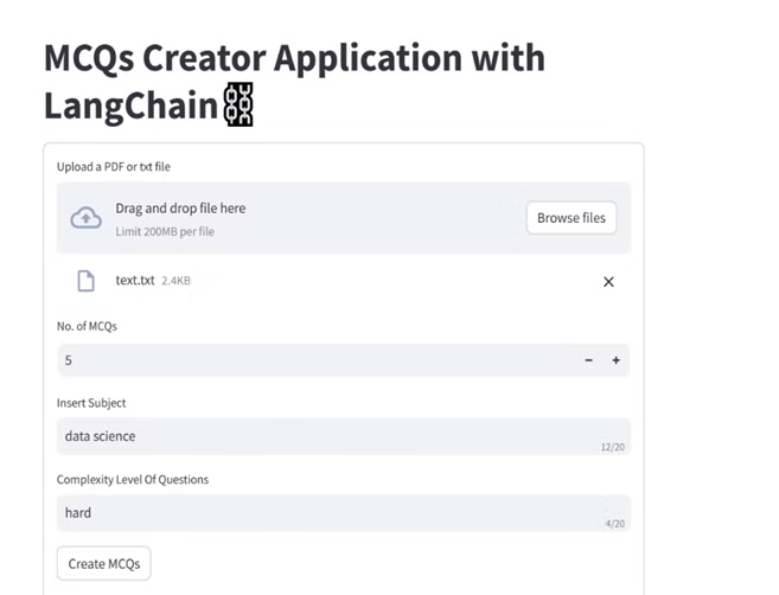 MCQs Creator Application with
LangChain
Upload a PDF or txt file
Drag and drop file here
Limit 200MB per file
Browse files
text.txt 2.4KB
No. of MCQs
5
Insert Subject
data science
12/20
Complexity Level Of Questions
hard
4/20
Create MCQs